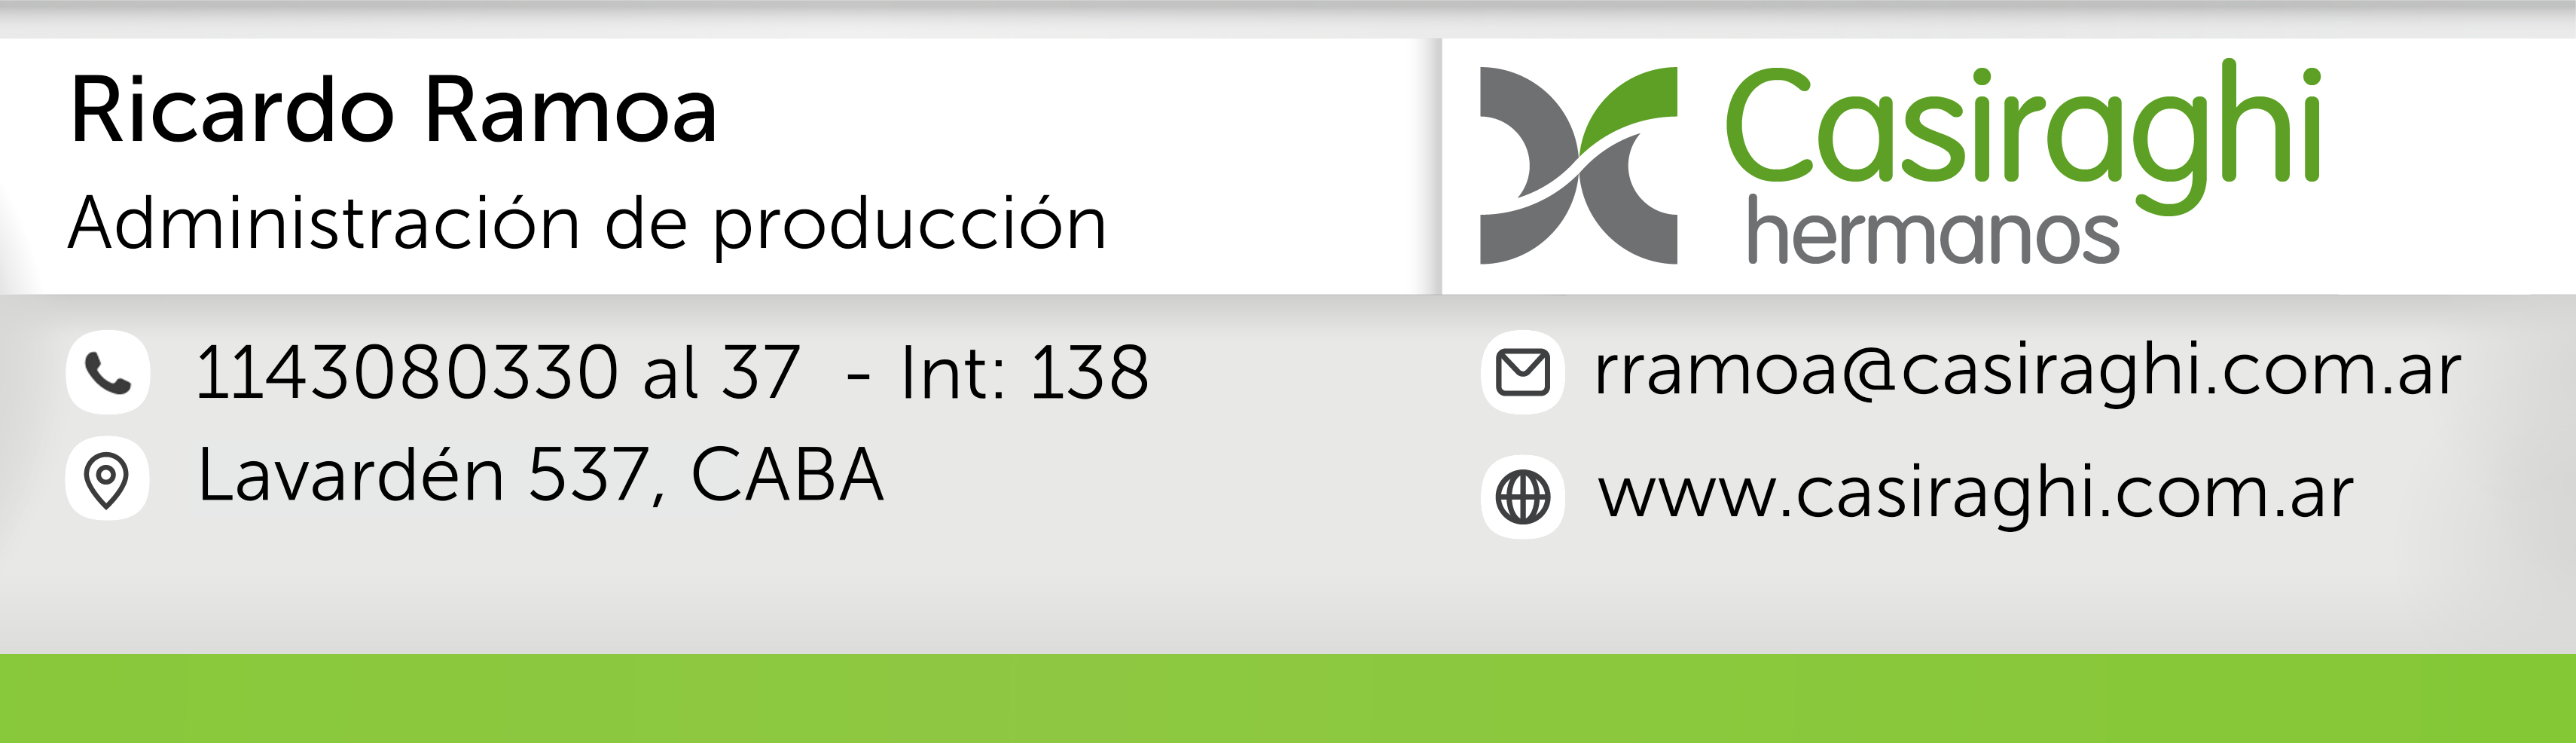 Ricardo Ramoa
Administración de producción
Casiraghi
hermanos
1143080330 al 37 - Int: 138
Lavardén 537, CABA
rramoa@casiraghi.com.ar
www.casiraghi.com.ar